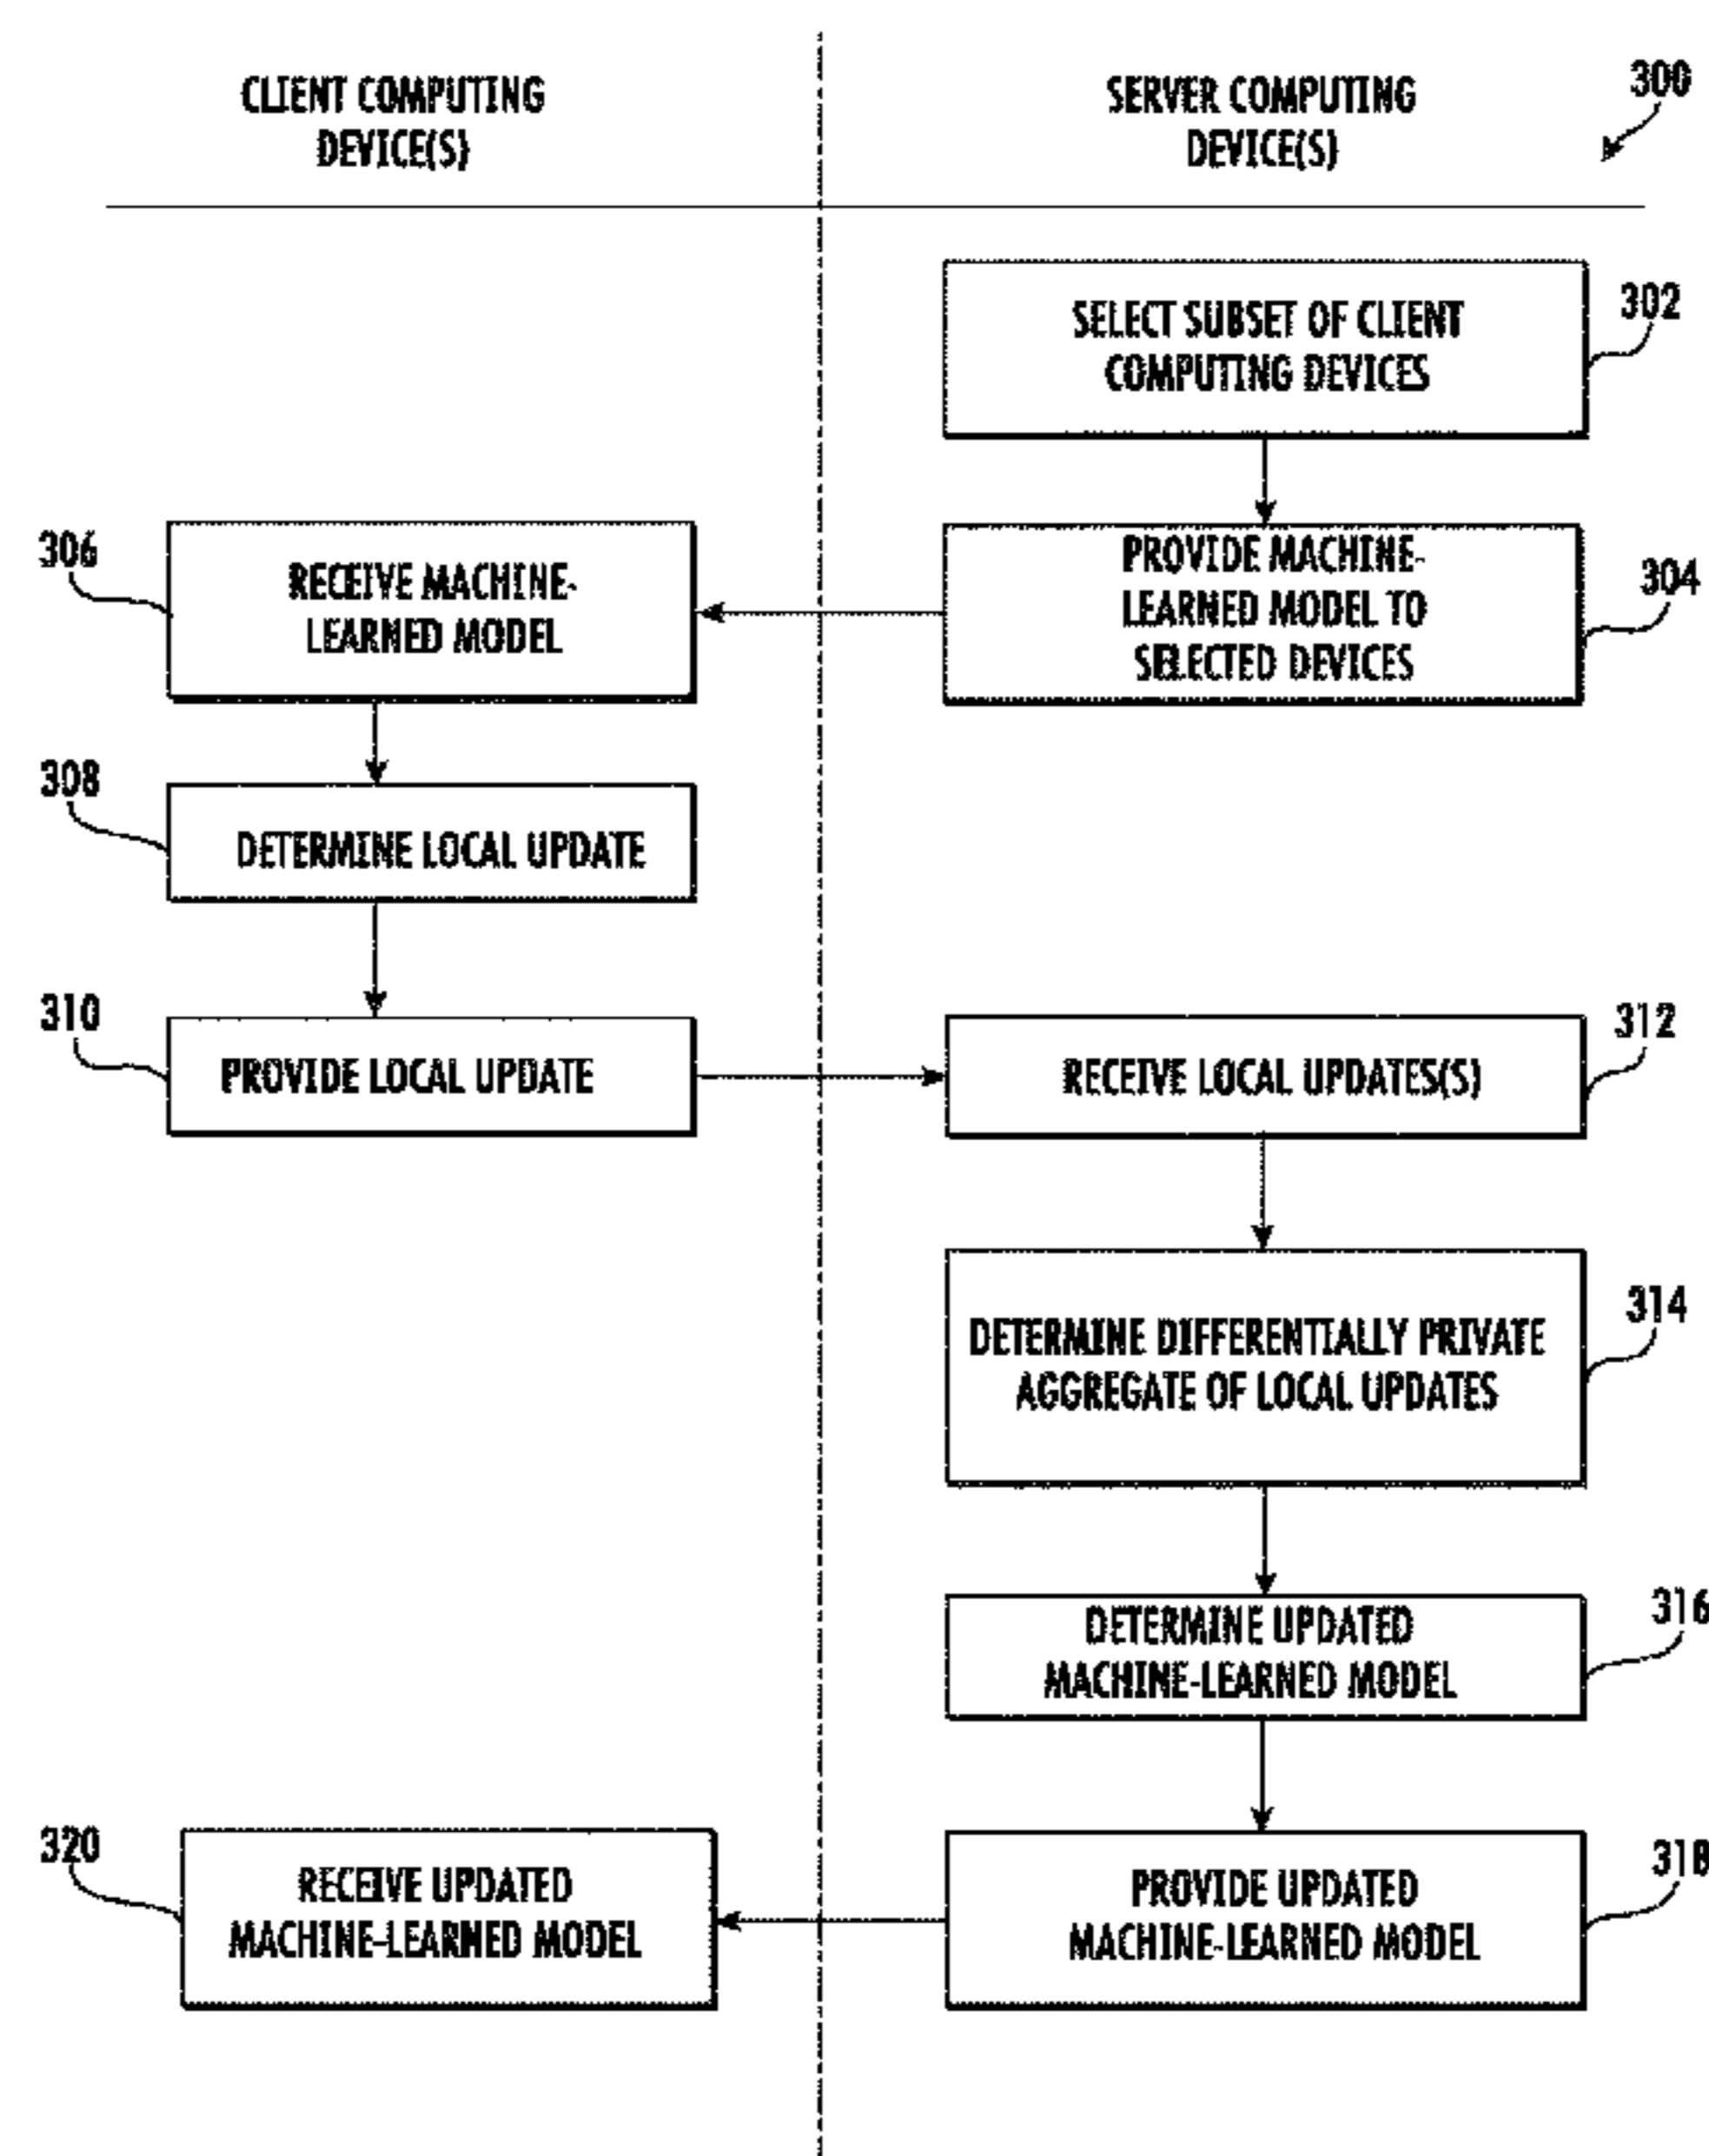 CLIENT COMPUTING
DEVICE(S)
SERVER COMPUTING
DEVICE(S)
300
SELECT SUBSET OF CLIENT
COMPUTING DEVICES
302
306
RECEIVE MACHINE-
LEARNED MODEL
PROVIDE MACHINE-
LEARNED MODEL TO
SELECTED DEVICES
304
308
DETERMINE LOCAL UPDATE
310
PROVIDE LOCAL UPDATE
RECEIVE LOCAL UPDATES(S)
312
DETERMINE DIFFERENTIALLY PRIVATE
AGGREGATE OF LOCAL UPDATES
314
DETERMINE UPDATED
MACHINE-LEARNED MODEL
316
320
RECEIVE UPDATED
MACHINE-LEARNED MODEL
PROVIDE UPDATED
MACHINE-LEARNED MODEL
318